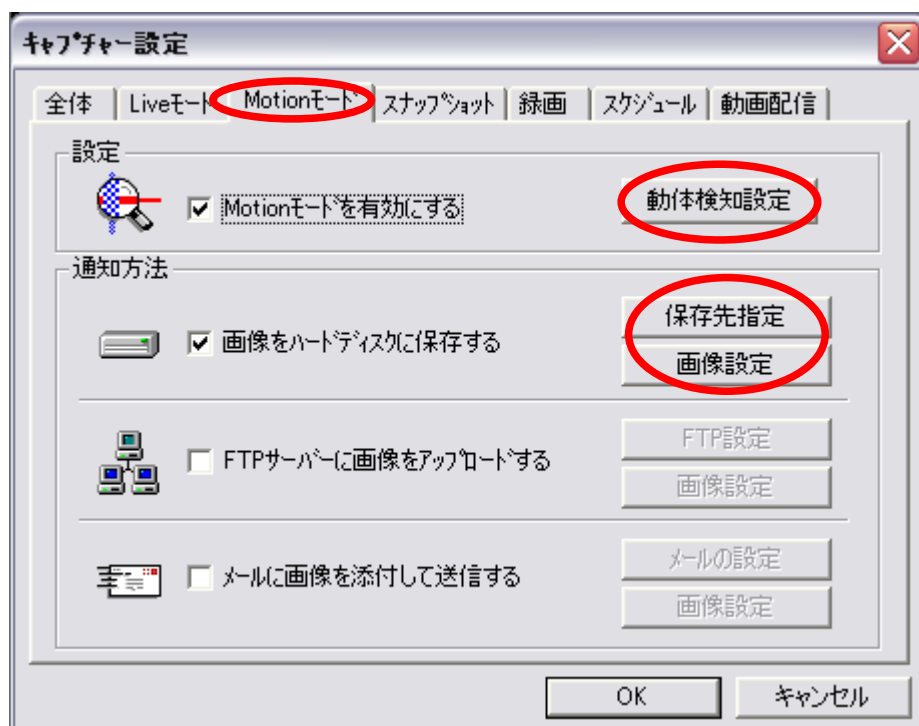 キャプチャー設定
全体 Liveモード Motionモード スナップショット 録画 スケジュール 動画配信
設定
Motionモードを有効にする 動体検知設定
通知方法
画像をハードディスクに保存する 保存先指定
画像設定
FTPサーバーに画像をアップロードする FTP設定
画像設定
メールに画像を添付して送信する メールの設定
画像設定
OK キャンセル